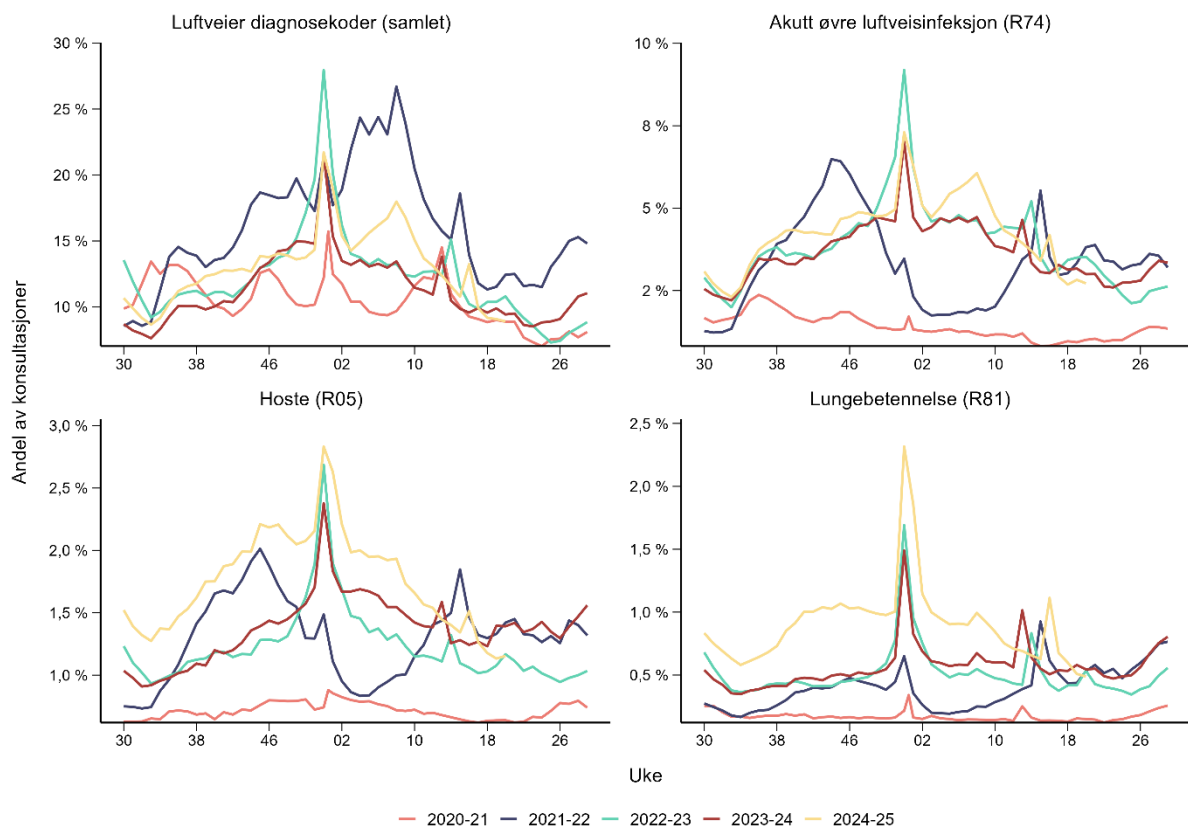 Luftveier diagnosekoder (samlet)
30 %
25 %
20 %
15 %
10 %
30 38 46 02 10 18 26
Akutt øvre luftveisinfeksjon (R74)
10 %
8 %
5 %
2 %
30 38 46 02 10 18 26
Hoste (R05)
3,0 %
2,5 %
2,0 %
1,5 %
1,0 %
30 38 46 02 10 18 26
Lungebetennelse (R81)
2,5 %
2,0 %
1,5 %
1,0 %
0,5 %
30 38 46 02 10 18 26
Andel av konsultasjoner
Uke
2020-21 2021-22 2022-23 2023-24 2024-25